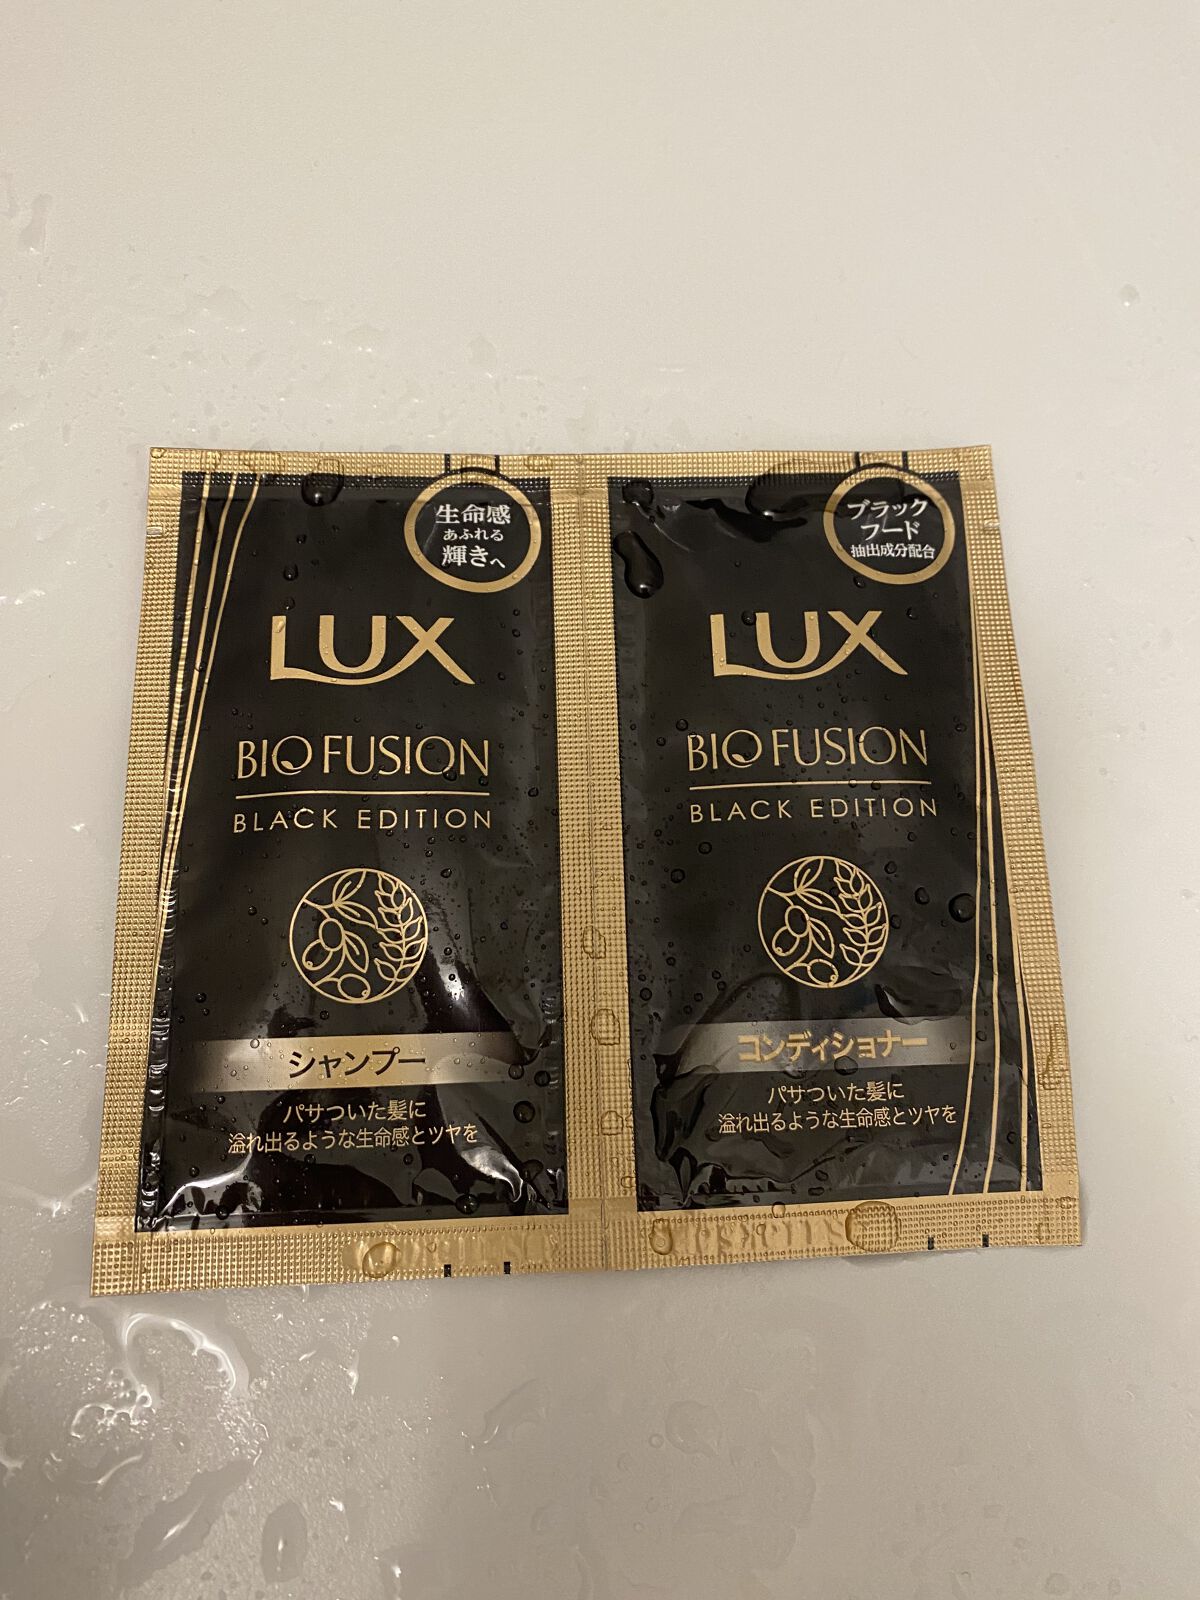 生命感
あふれる
輝きへ
LUX
BIO FUSION
BLACK EDITION
シャンプー
パサついた髪に
溢れ出るような生命感とツヤを
ブラック
フード
抽出成分配合
LUX
BIO FUSION
BLACK EDITION
コンディショナー
パサついた髪に
溢れ出るような生命感とツヤを